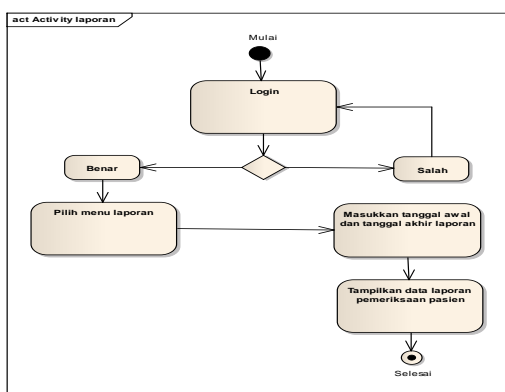 act Activity laporan
Mulai
Login
Benar
Salah
Pilih menu laporan
Masukkan tanggal awal
dan tanggal akhir laporan
Tampilkan data laporan
pemeriksaan pasien
Selesai